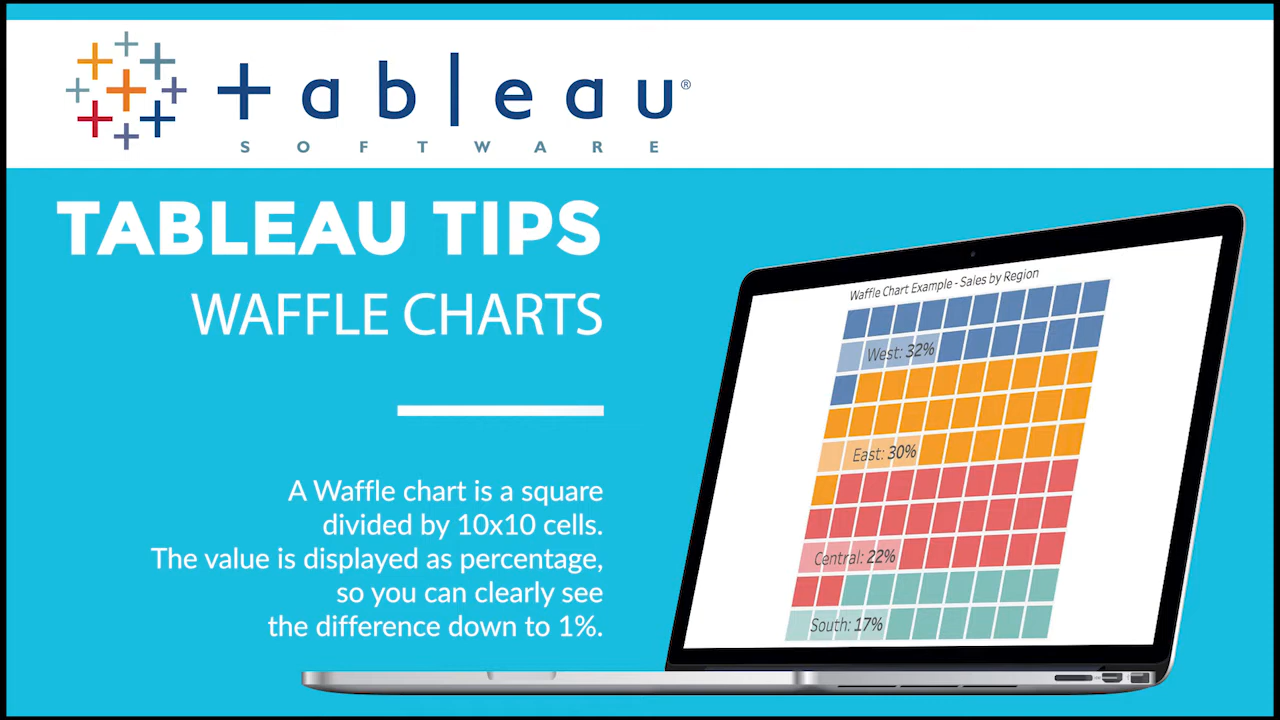 tableau®
SOFTWARE
TABLEAU TIPS
WAFFLE CHARTS
A Waffle chart is a square
divided by 10x10 cells.
The value is displayed as percentage,
so you can clearly see
the difference down to 1%.
Waffle Chart Example - Sales by Region
West: 32%
East: 30%
Central: 22%
South: 17%